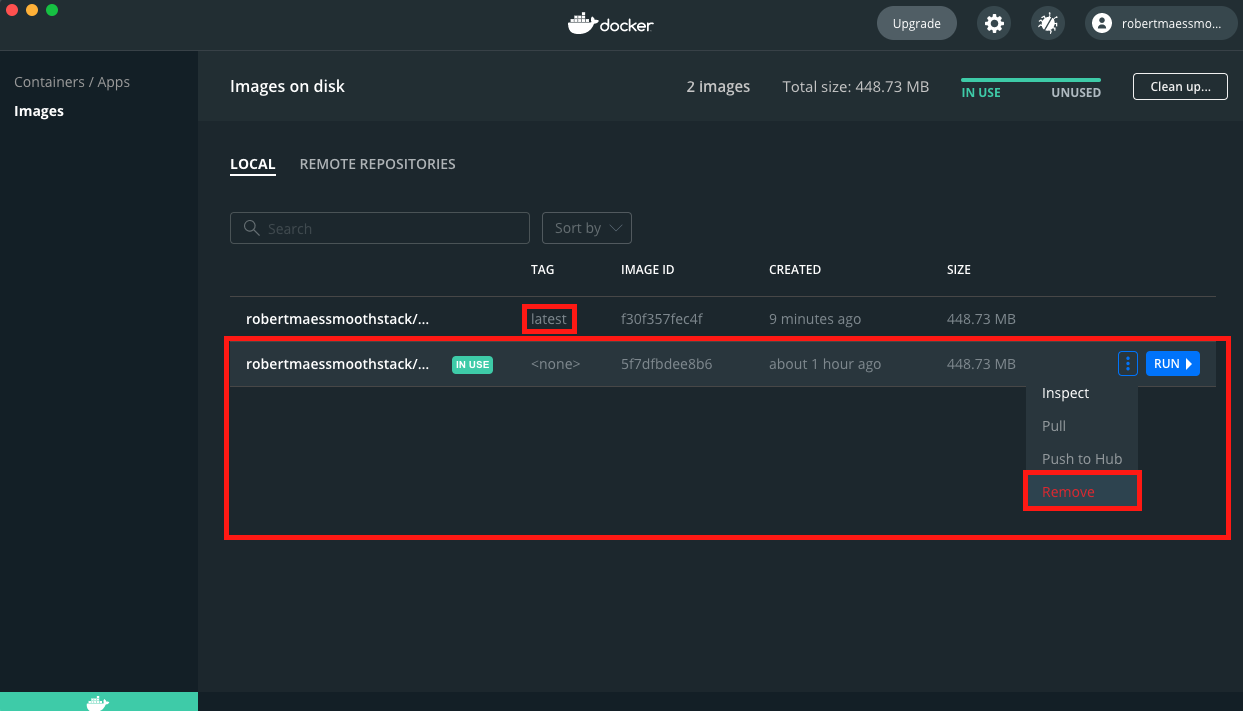 docker
Upgrade
robertmaessmo...
Containers / Apps
Images
Images on disk
2 images
Total size: 448.73 MB
IN USE
UNUSED
Clean up...
LOCAL
REMOTE REPOSITORIES
Search
Sort by
TAG
IMAGE ID
CREATED
SIZE
robertmaessmoothstack/... latest f30f357fec4f 9 minutes ago 448.73 MB
robertmaessmoothstack/... IN USE <none> 5f7dfbdee8b6 about 1 hour ago 448.73 MB RUN
Inspect
Pull
Push to Hub
Remove